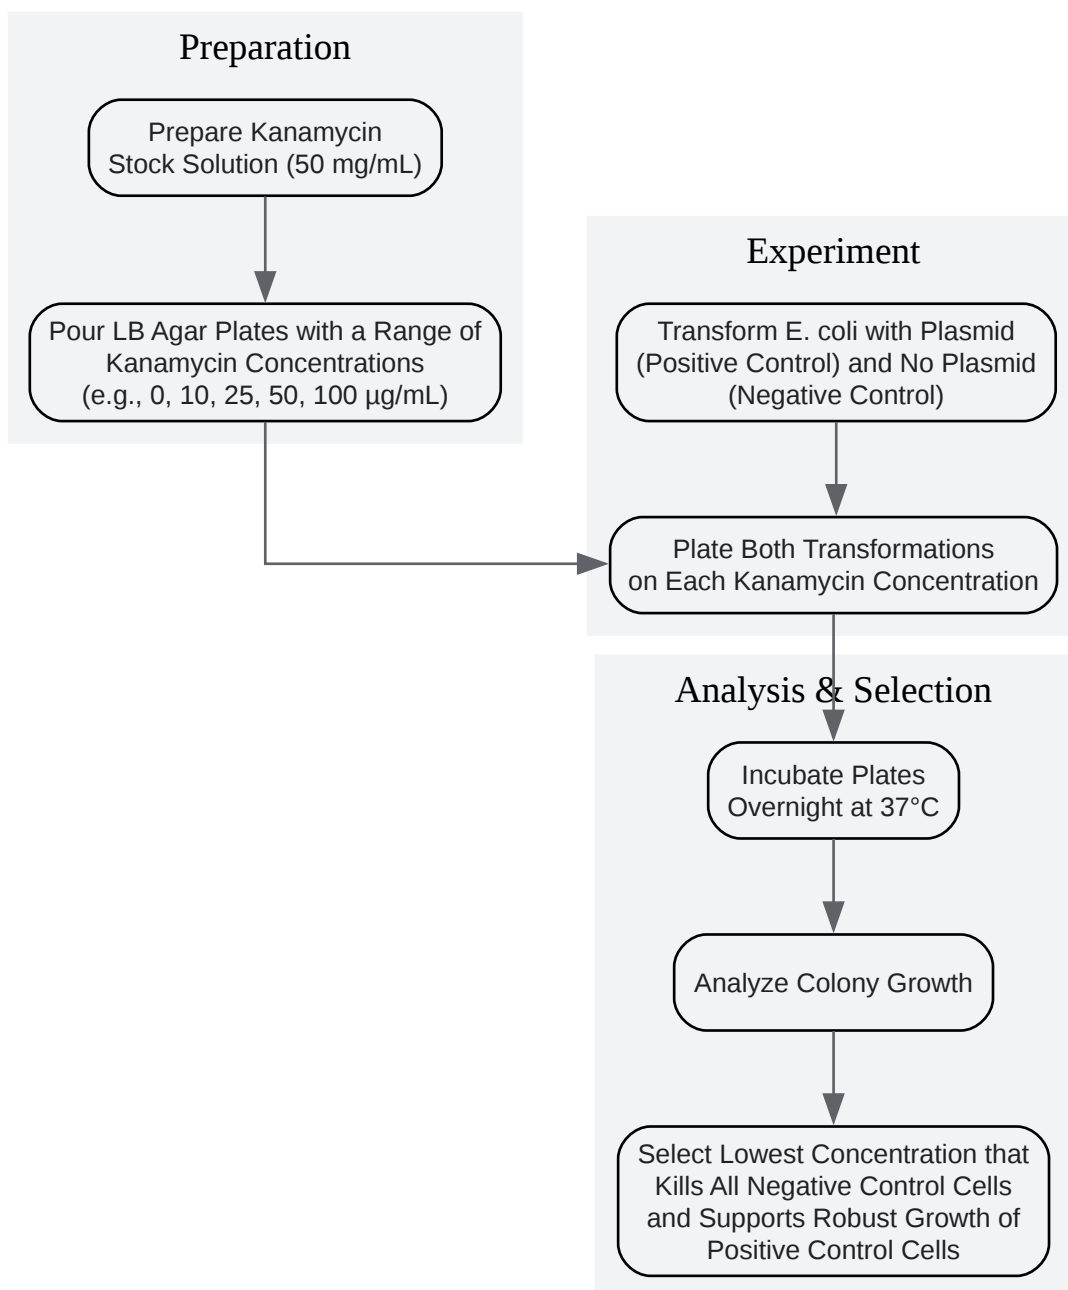 Preparation
Prepare Kanamycin
Stock Solution (50 mg/mL)
Pour LB Agar Plates with a Range of
Kanamycin Concentrations
(e.g., 0, 10, 25, 50, 100 µg/mL)
Experiment
Transform E. coli with Plasmid
(Positive Control) and No Plasmid
(Negative Control)
Plate Both Transformations
on Each Kanamycin Concentration
Analysis & Selection
Incubate Plates
Overnight at 37°C
Analyze Colony Growth
Select Lowest Concentration that
Kills All Negative Control Cells
and Supports Robust Growth of
Positive Control Cells